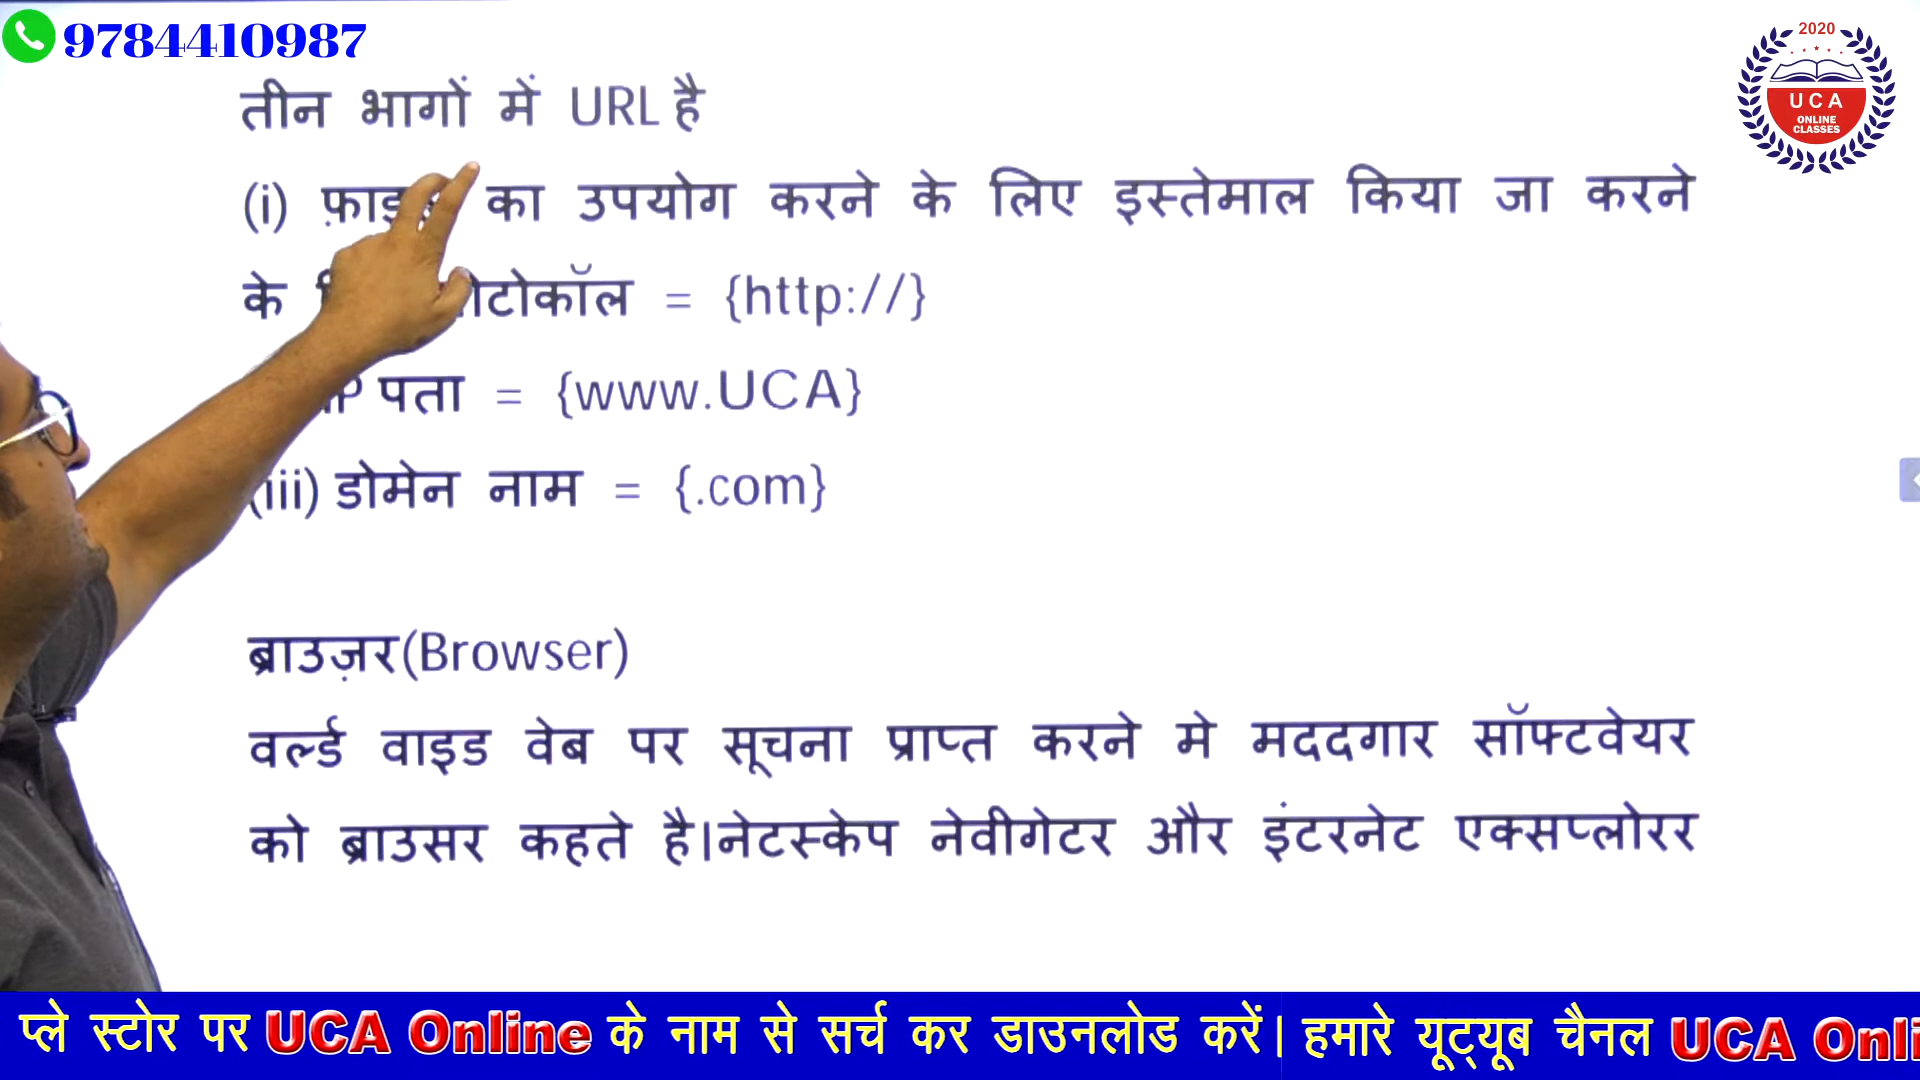 9784410987
2020
UCA
ONLINE
CLASSES
तीन भागों में URL है
(i) का उपयोग करने के लिए इस्तेमाल किया जा करने
के = {http://}
पता = {www.UCA}
(iii) डोमेन नाम = {.com}
ब्राउज़र(Browser)
वर्ल्ड वाइड वेब पर सूचना प्राप्त करने मे मददगार सॉफ्टवेयर
को ब्राउसर कहते है।नेटस्केप नेवीगेटर और इंटरनेट एक्सप्लोरर
प्ले स्टोर पर UCA Online के नाम से सर्च कर डाउनलोड करें| हमारे यूट्यूब चैनल UCA Onli